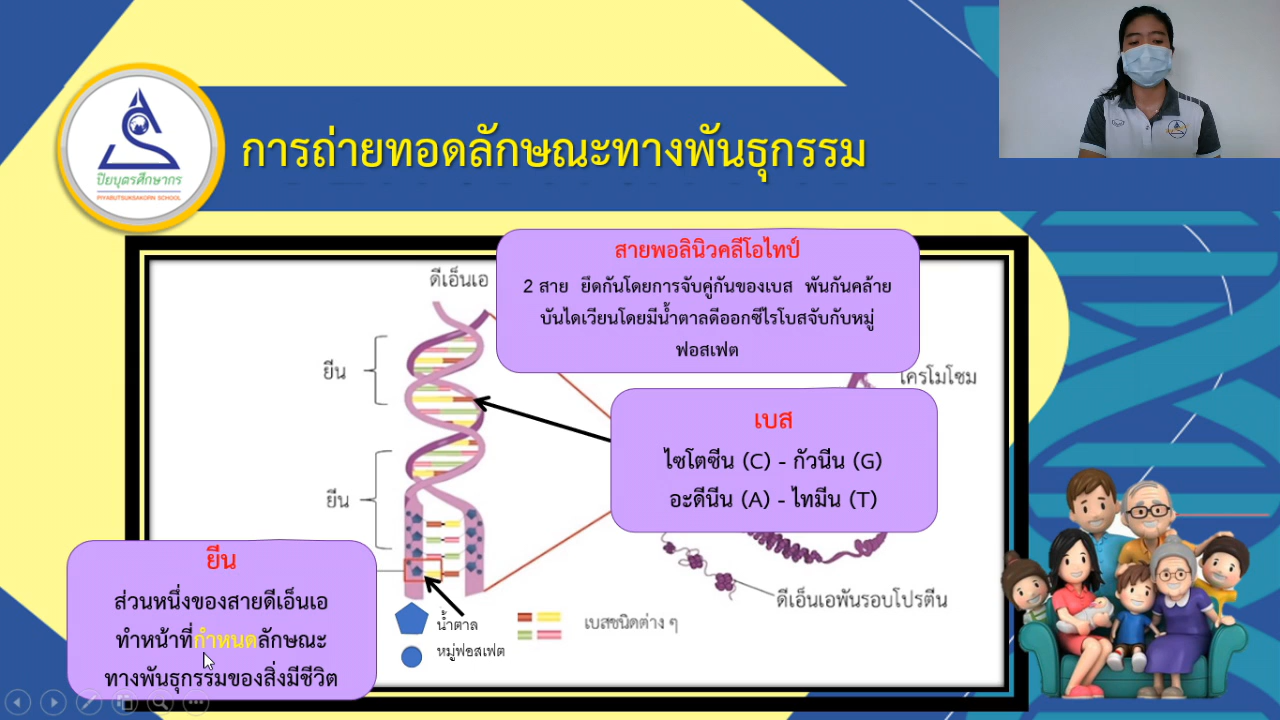 ปิยบุตรศึกษากร
PIYABUTSUKSAKORN SCHOOL
การถ่ายทอดลักษณะทางพันธุกรรม
สายพอลินิวคลีโอไทป์
2 สาย ยึดกันโดยการจับคู่กันของเบส พันกันคล้าย
บันไดเวียนโดยมีน้ำตาลดีออกซีไรโบสจับกับหมู่
ฟอสเฟต
ดีเอ็นเอ
ยีน
โครโมโซม
เบส
ไซโตซีน (C) - กัวนีน (G)
อะดีนีน (A) - ไทมีน (T)
ยีน
ยีน
ส่วนหนึ่งของสายดีเอ็นเอ
ทำหน้าที่กำหนดลักษณะ
ทางพันธุกรรมของสิ่งมีชีวิต
น้ำตาล
หมู่ฟอสเฟต
เบสชนิดต่าง ๆ
ดีเอ็นเอพันรอบโปรตีน